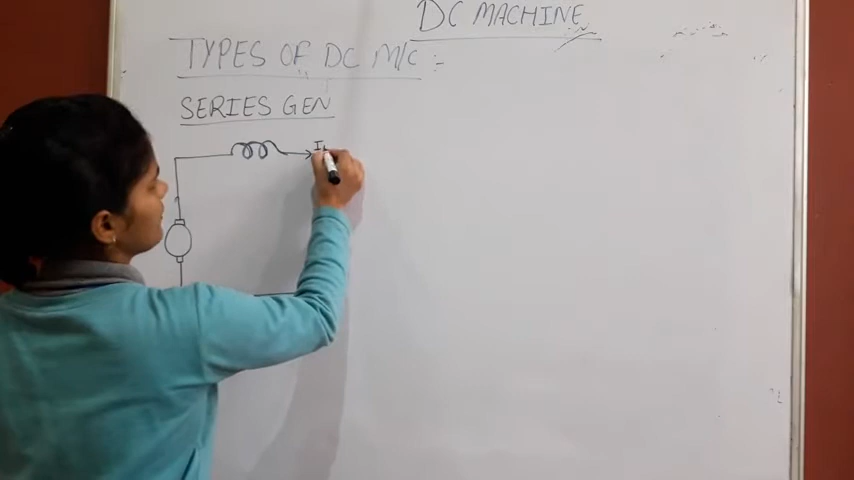 DC MACHINE
TYPES OF DC M/C :-
SERIES GEN
I